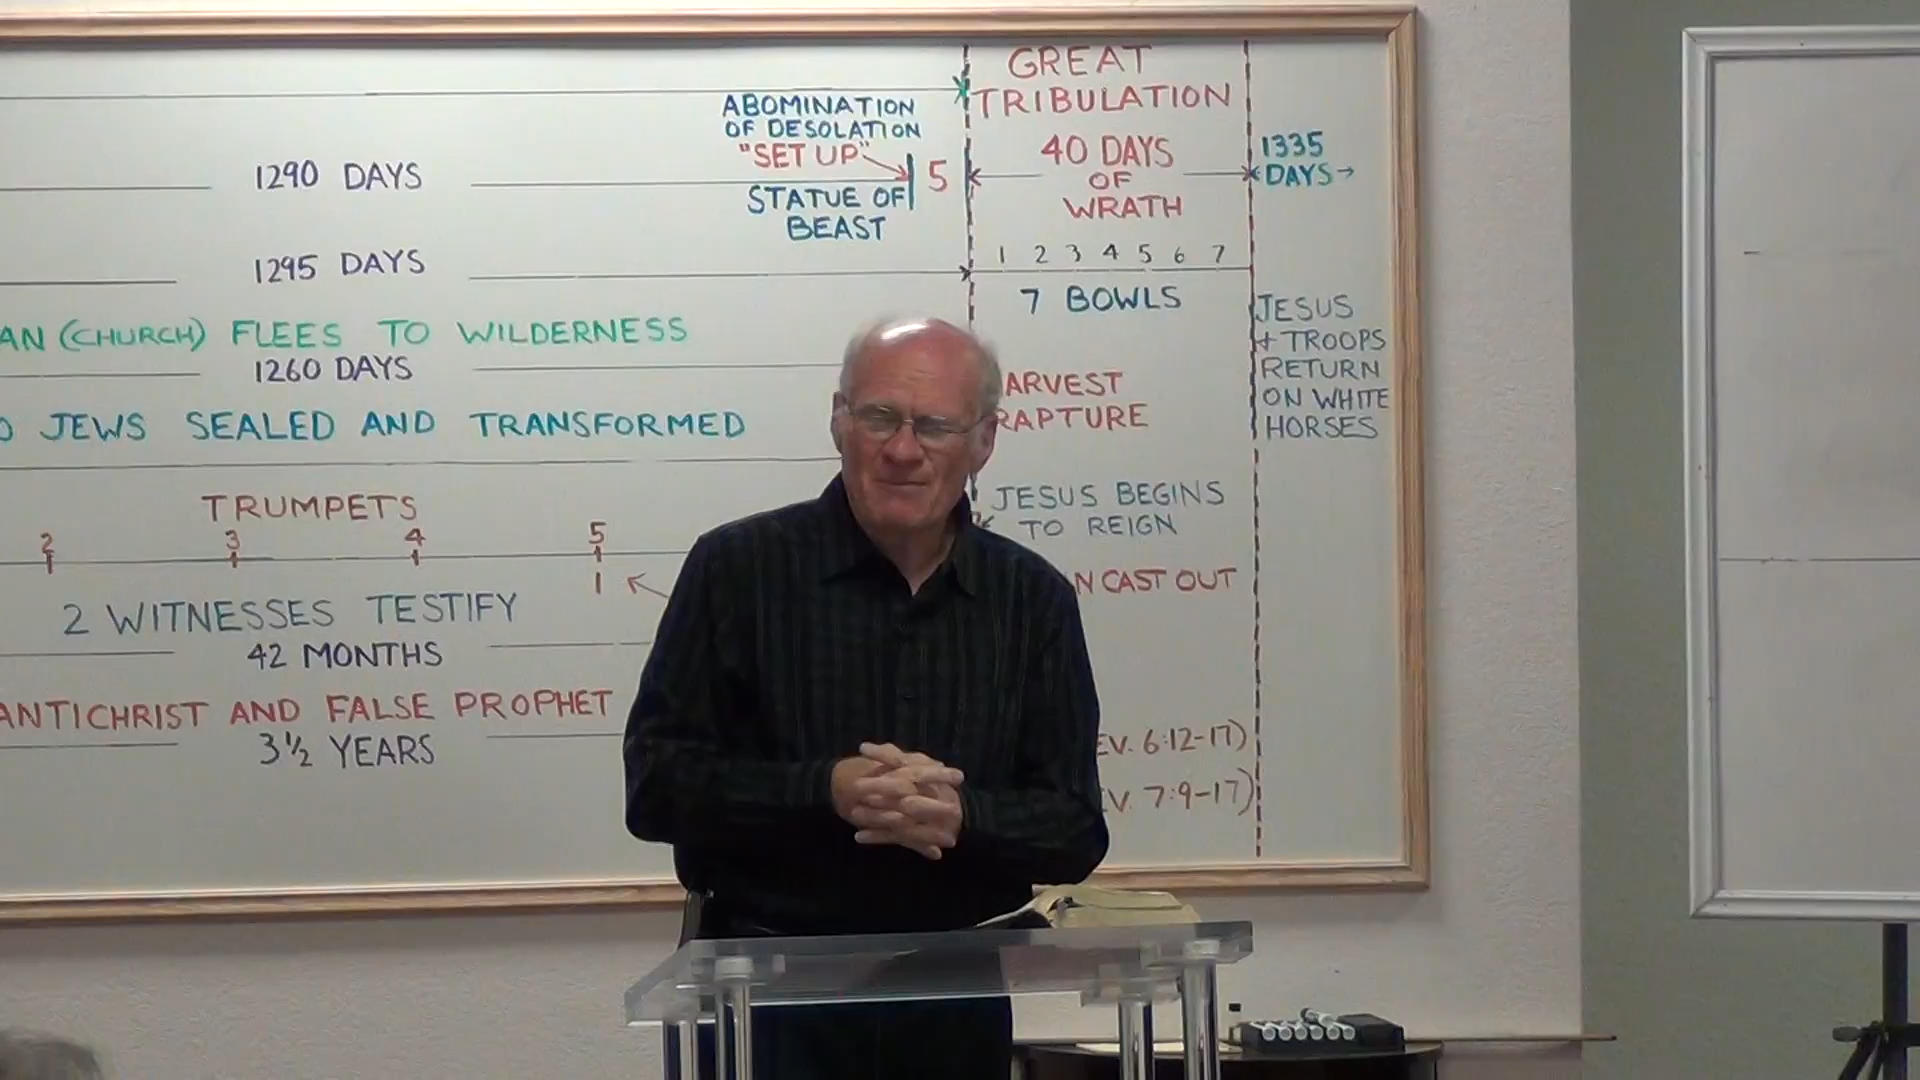 GREAT
TRIBULATION
ABOMINATION
OF DESOLATION
"SET UP"
STATUE OF
BEAST
5
40 DAYS
OF
WRATH
1335
DAYS→
1290 DAYS
1295 DAYS
1 2 3 4 5 6 7
7 BOWLS
AN (CHURCH) FLEES TO WILDERNESS
1260 DAYS
JESUS
+ TROOPS
RETURN
ON WHITE
HORSES
ARVEST
RAPTURE
JEWS SEALED AND TRANSFORMED
JESUS BEGINS
TO REIGN
TRUMPETS
2 3 4 5
1
N CAST OUT
2 WITNESSES TESTIFY
42 MONTHS
ANTICHRIST AND FALSE PROPHET
3½ YEARS
EV. 6:12-17)
EV. 7:9-17)